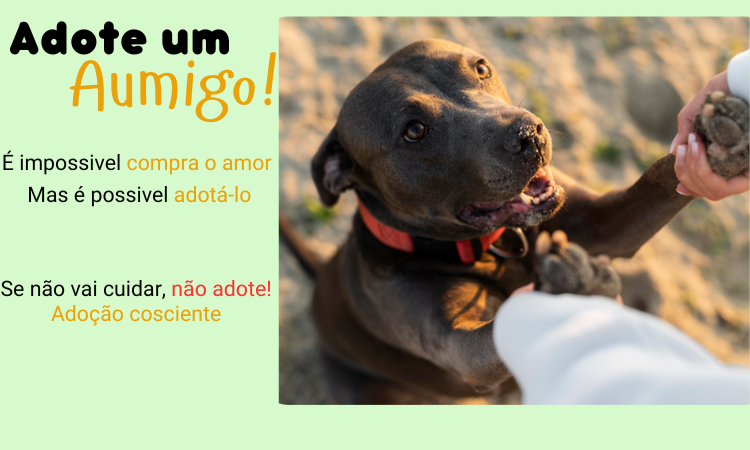 Adote um
Aumigo!
É impossivel compra o amor
Mas é possivel adotá-lo
Se não vai cuidar, não adote!
Adoção cosciente